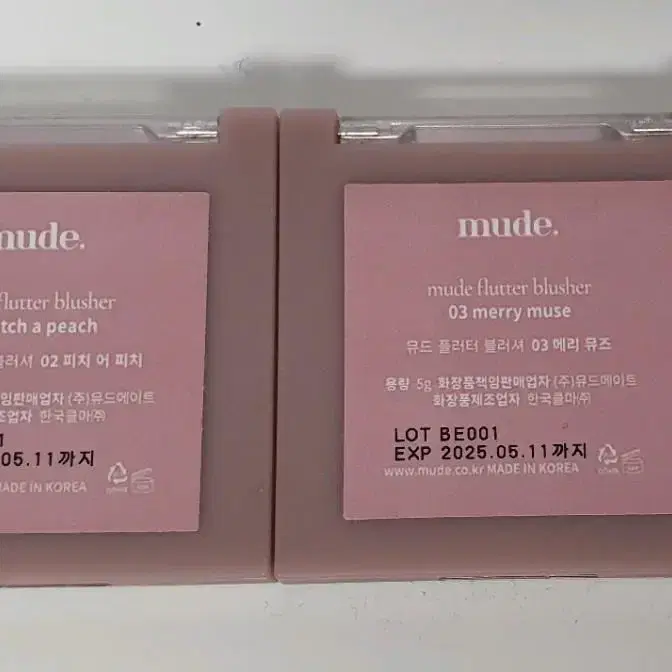 nude.
flutter blusher
tch a peach
블러셔 02 피치 어 피치
임판매업자 (주)뮤드메이트
조업자 한국콜마㈜
1
05.11까지
MADE IN KOREA
mude.
mude flutter blusher
03 merry muse
뮤드 플러터 블러셔 03 메리 뮤즈
용량 5g 화장품책임판매업자 (주)뮤드메이트
화장품제조업자 한국콜마㈜
LOT BE001
EXP 2025.05.11까지
www.mude.co.kr MADE IN KOREA